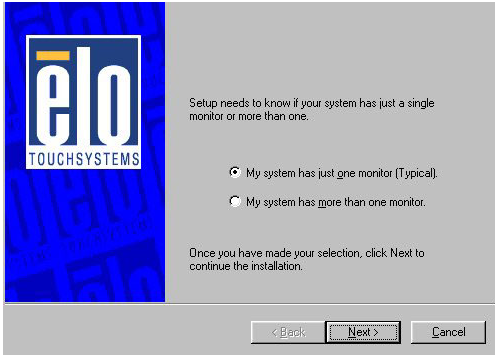 elo
TOUCHSYSTEMS
Setup needs to know if your system has just a single
monitor or more than one.
My system has just one monitor (Typical).
My system has more than one monitor.
Once you have made your selection, click Next to
continue the installation.
< Back
Next >
Cancel